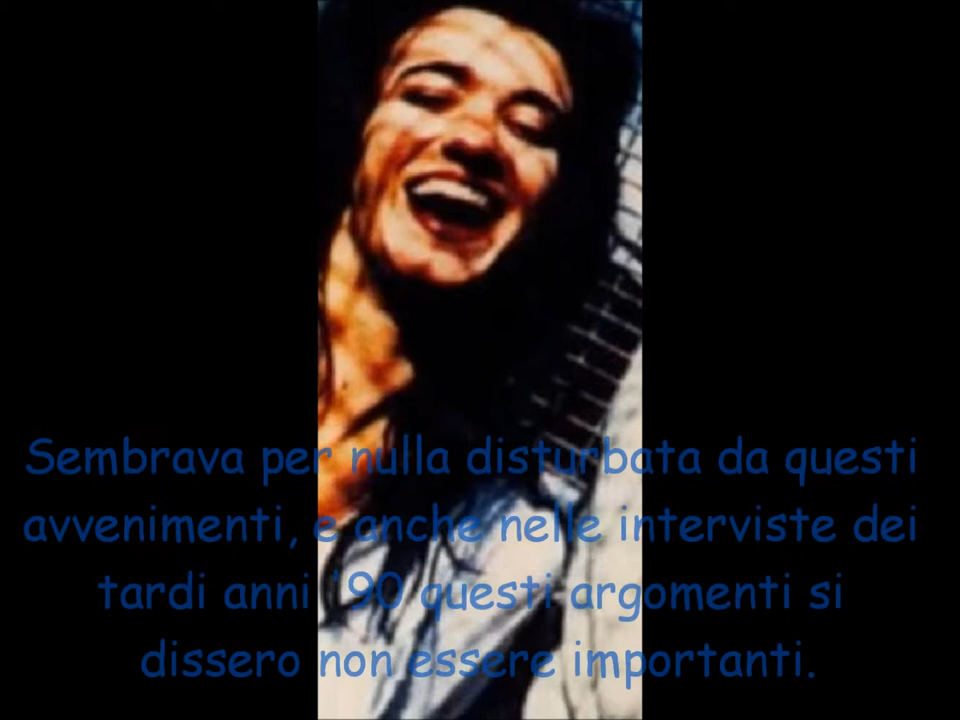 Sembrava per nulla disturbata da questi
avvenimenti, e anche nelle interviste dei
tardi anni '90 questi argomenti si
dissero non essere importanti.